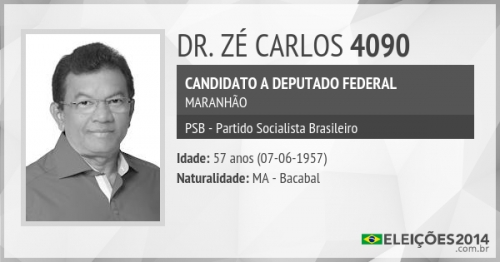 DR. ZÉ CARLOS 4090
CANDIDATO A DEPUTADO FEDERAL
MARANHÃO
PSB - Partido Socialista Brasileiro
Idade: 57 anos (07-06-1957)
Naturalidade: MA - Bacabal
ELEIÇÕES2014
.com.br